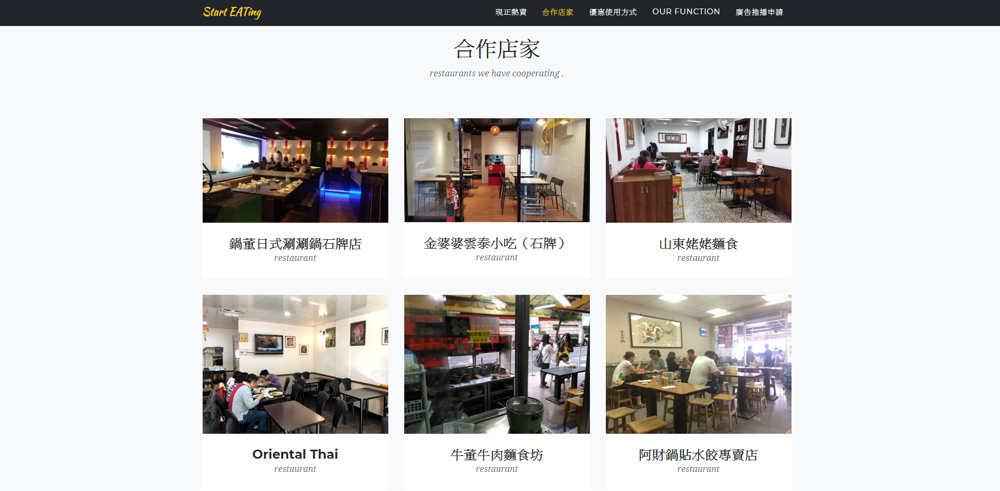 Start EATing
現正熱賣 合作店家 優惠使用方式 OUR FUNCTION 廣告推播申請
合作店家
restaurants we have cooperating .
鍋董日式涮涮鍋石牌店
restaurant
金婆婆雲泰小吃（石牌）
restaurant
山東姥姥麵食
restaurant
Oriental Thai
restaurant
牛董牛肉麵食坊
restaurant
阿財鍋貼水餃專賣店
restaurant